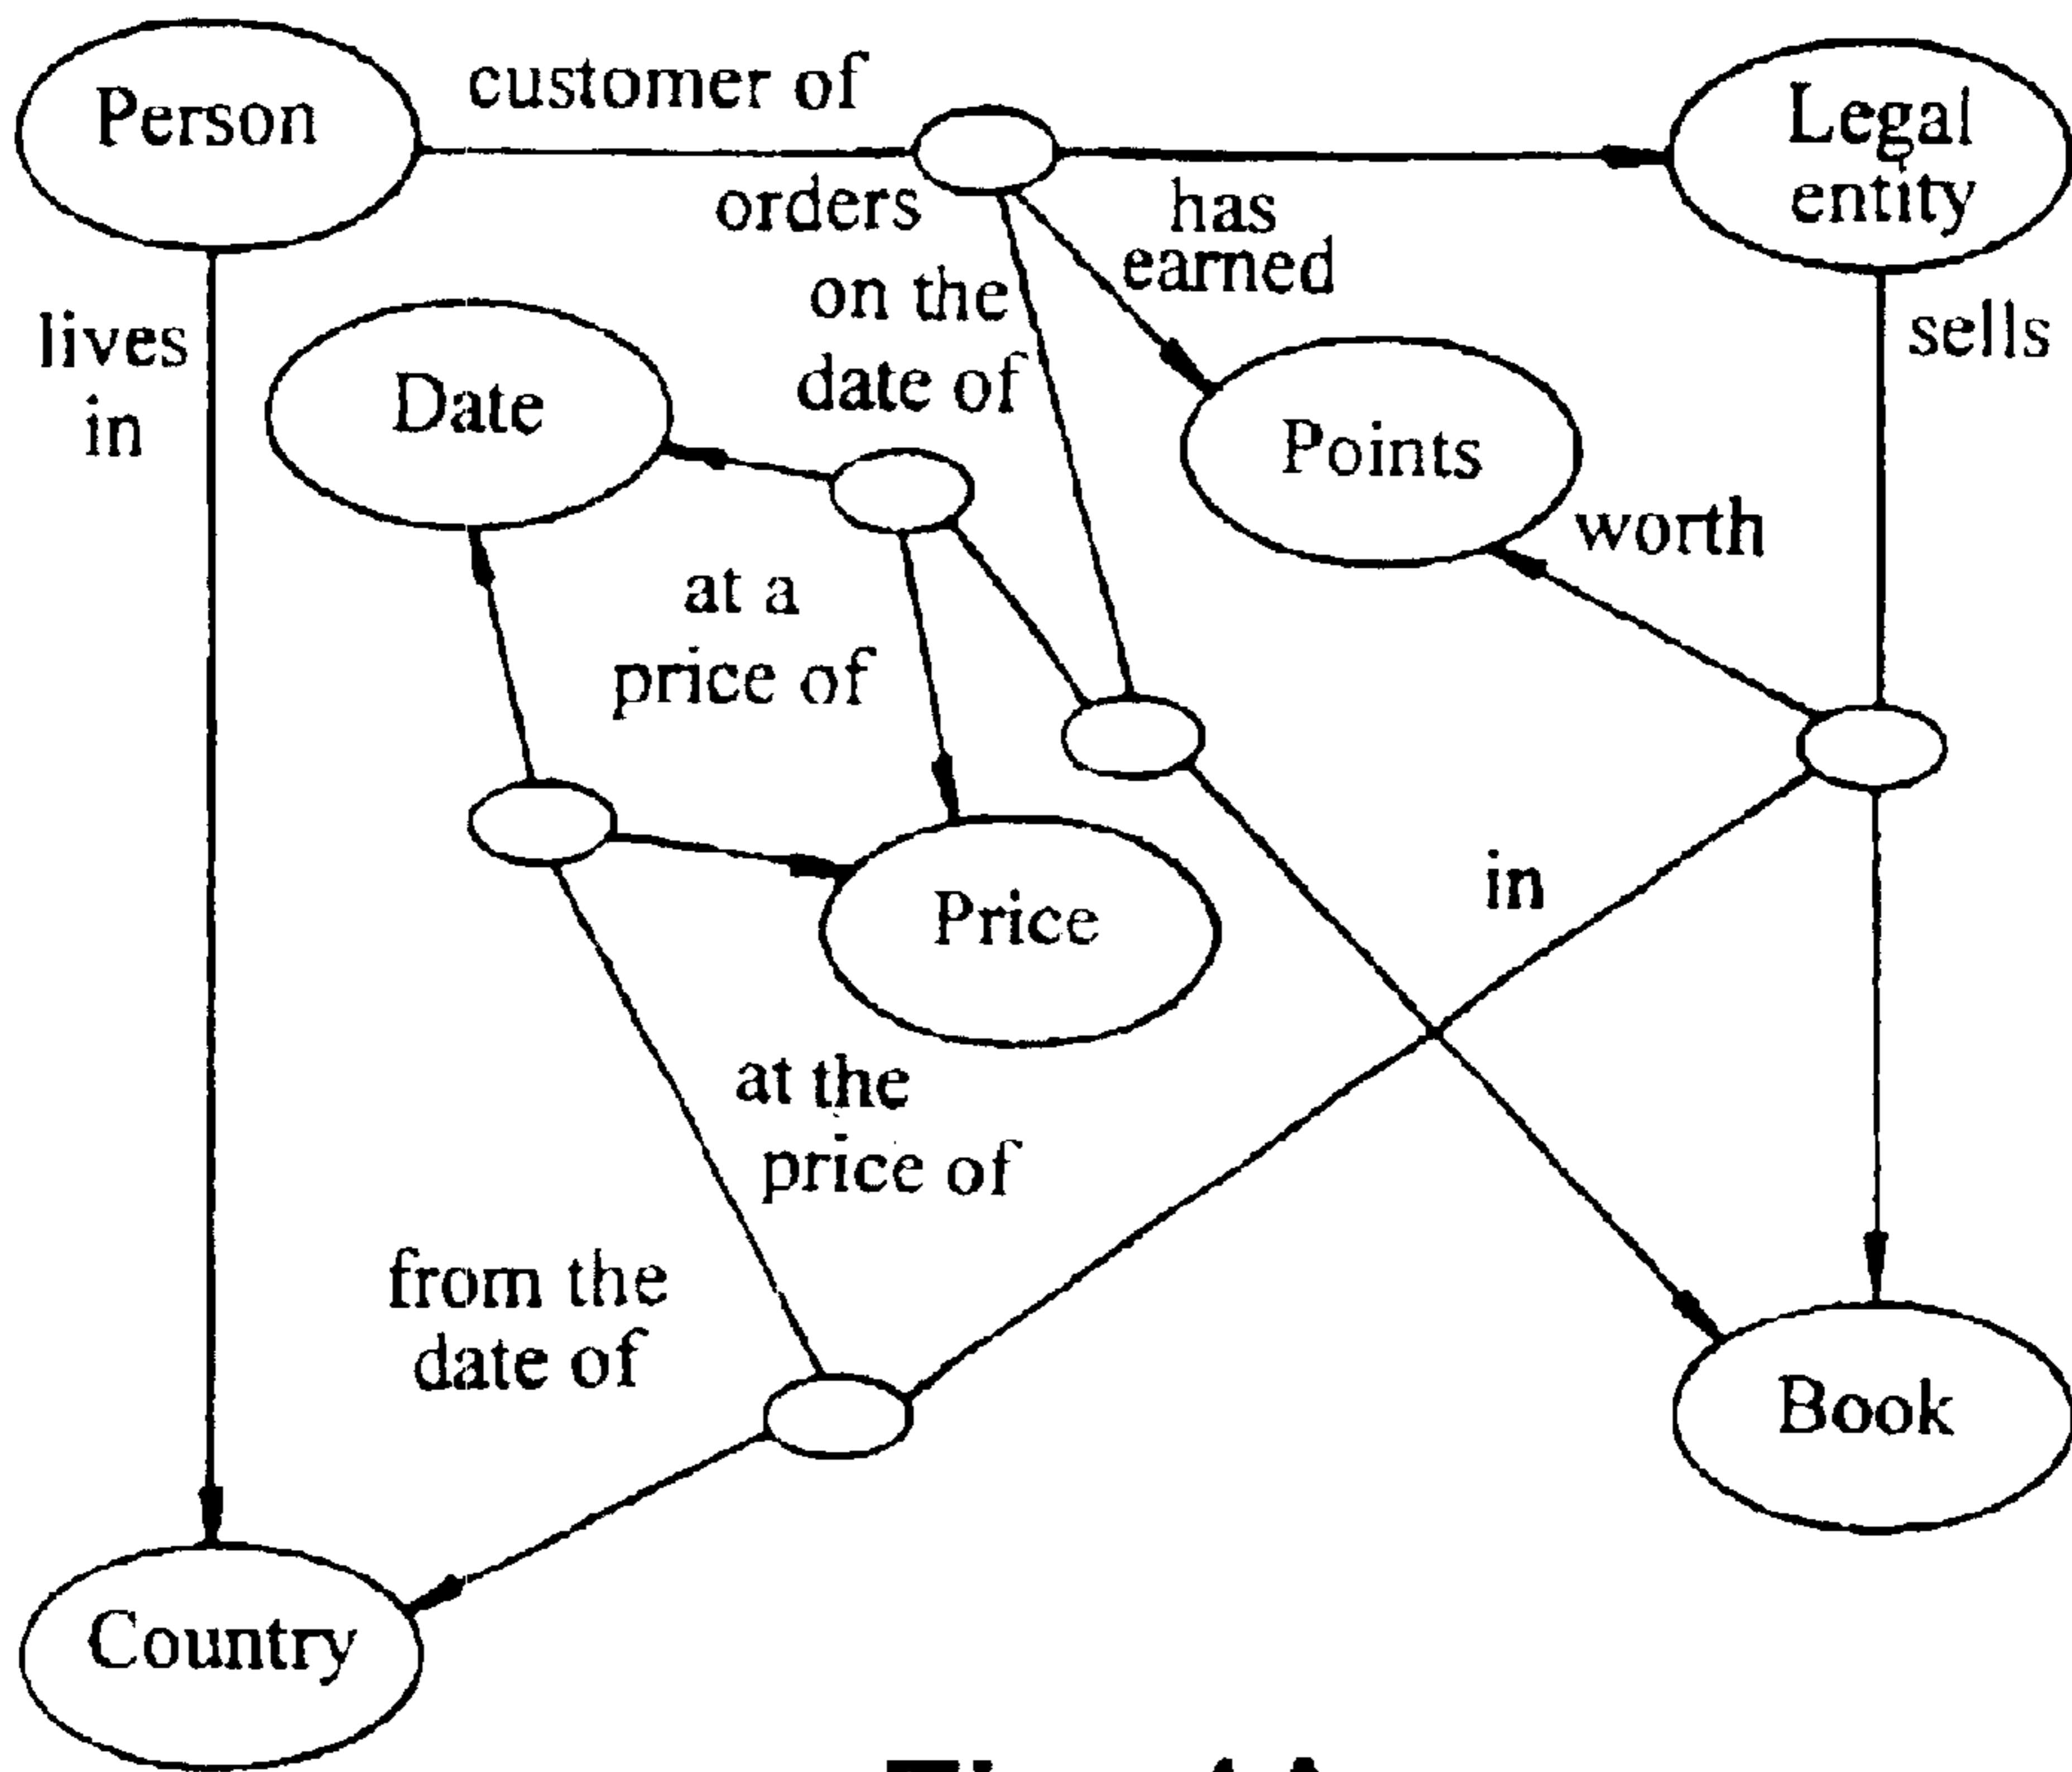 Person
customer of
Legal
entity
orders
has
earned
on the
date of
lives
in
Date
sells
Points
worth
at a
price of
in
Price
at the
price of
from the
date of
Book
Country